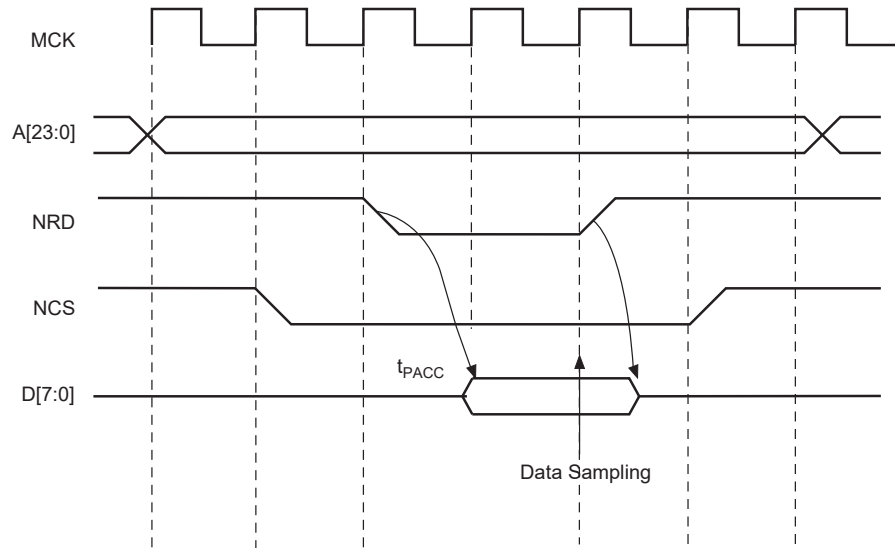 MCK
A[23:0]
NRD
NCS
tPACC
D[7:0]
Data Sampling